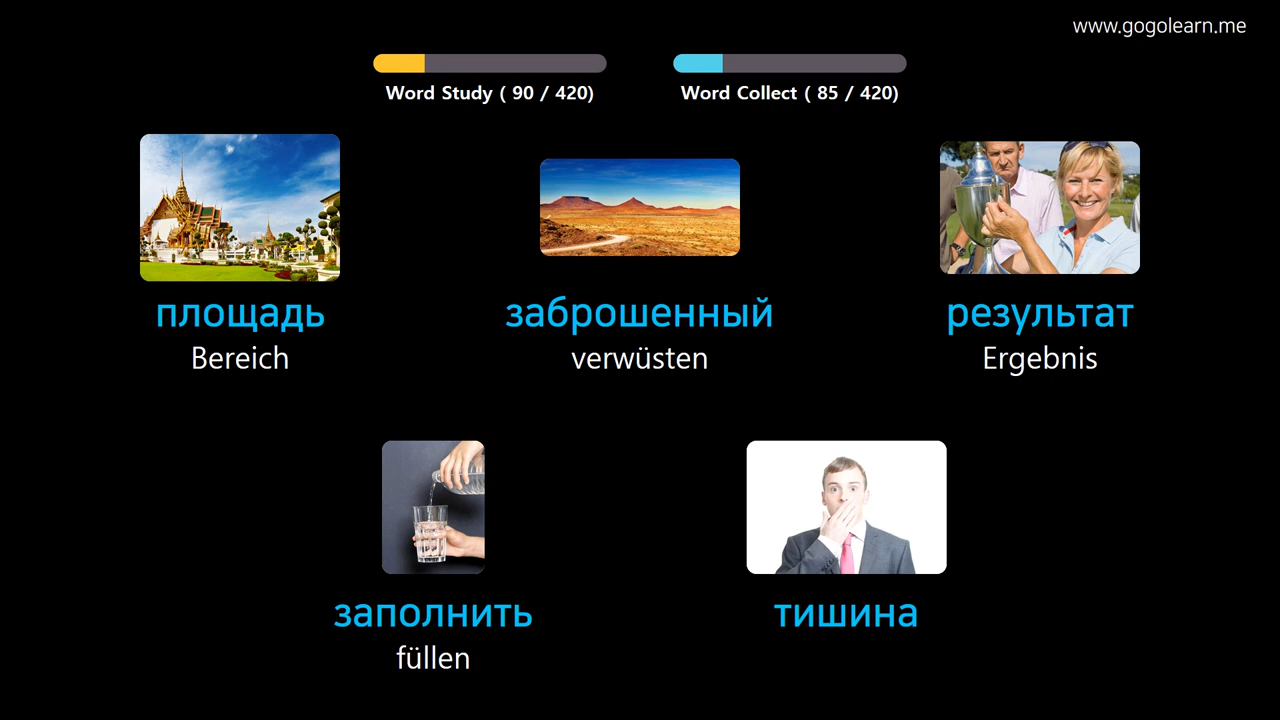 www.gogolearn.me
Word Study ( 90 / 420)
Word Collect ( 85 / 420)
площадь
Bereich
заброшенный
verwüsten
результат
Ergebnis
заполнить
füllen
тишина